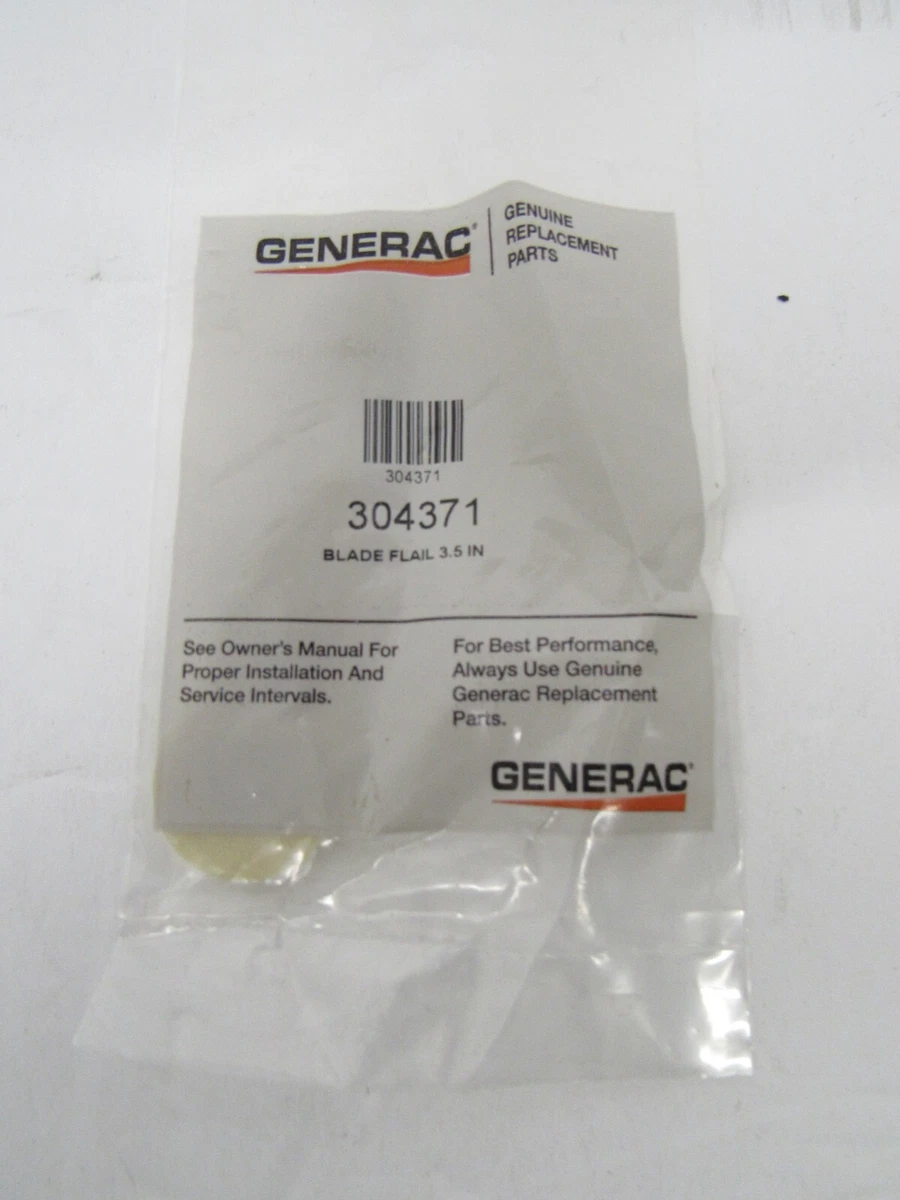 GENERAC®
GENUINE
REPLACEMENT
PARTS
304371
304371
BLADE FLAIL 3.5 IN
See Owner's Manual For
Proper Installation And
Service Intervals.
For Best Performance,
Always Use Genuine
Generac Replacement
Parts.
GENERAC®